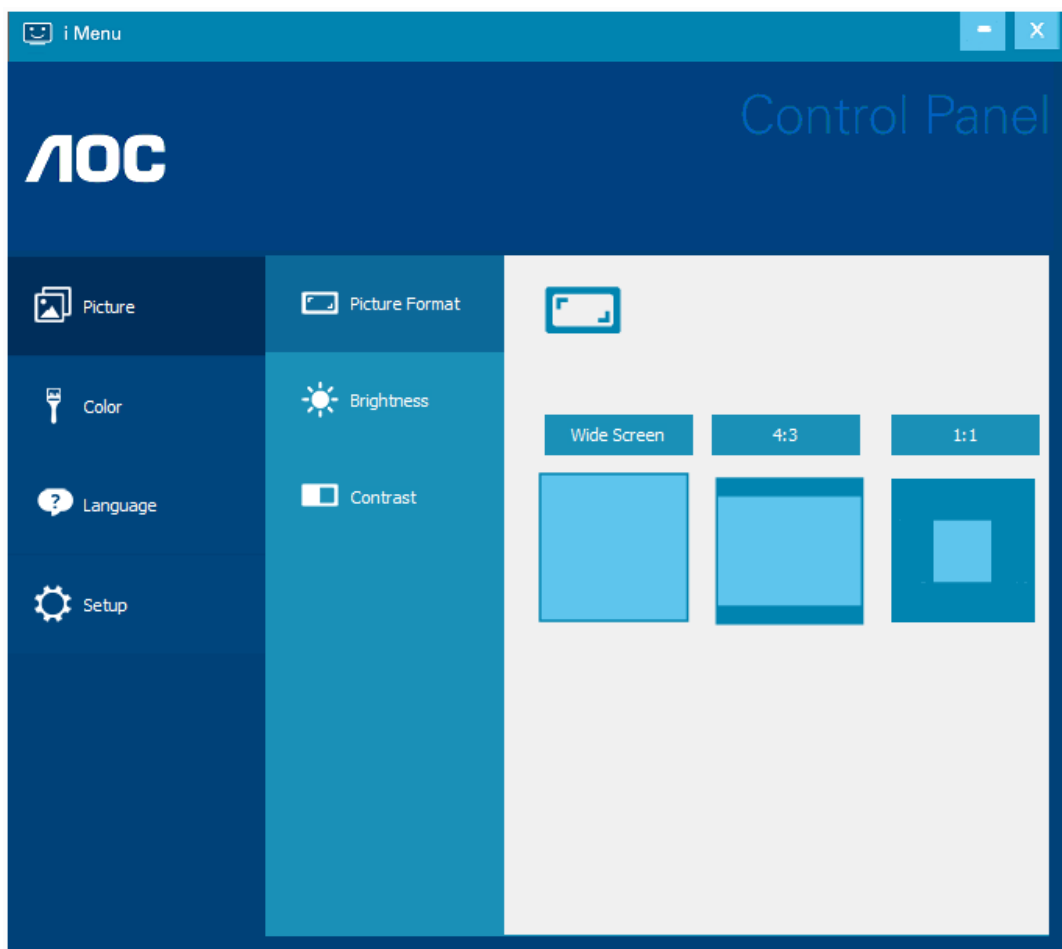 i Menu
- X
Control Panel
AOC
Picture
Color
Language
Setup
Picture Format
Brightness
Contrast
Wide Screen
4:3
1:1